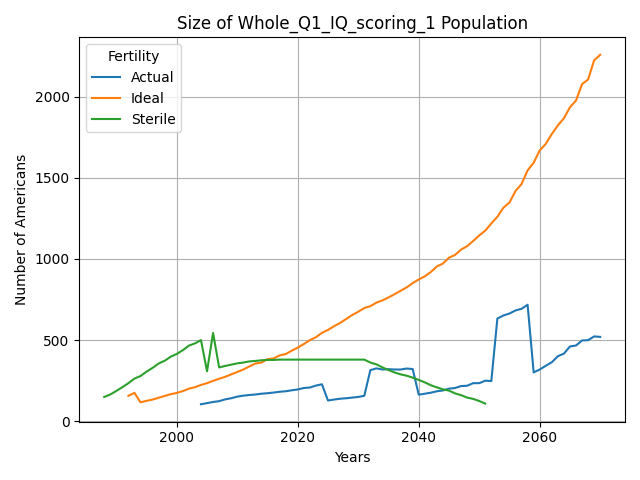 Size of Whole_Q1_IQ_scoring_1 Population
Fertility
Actual
Ideal
Sterile
Number of Americans
2000
1500
1000
500
0
2000
2020
2040
2060
Years